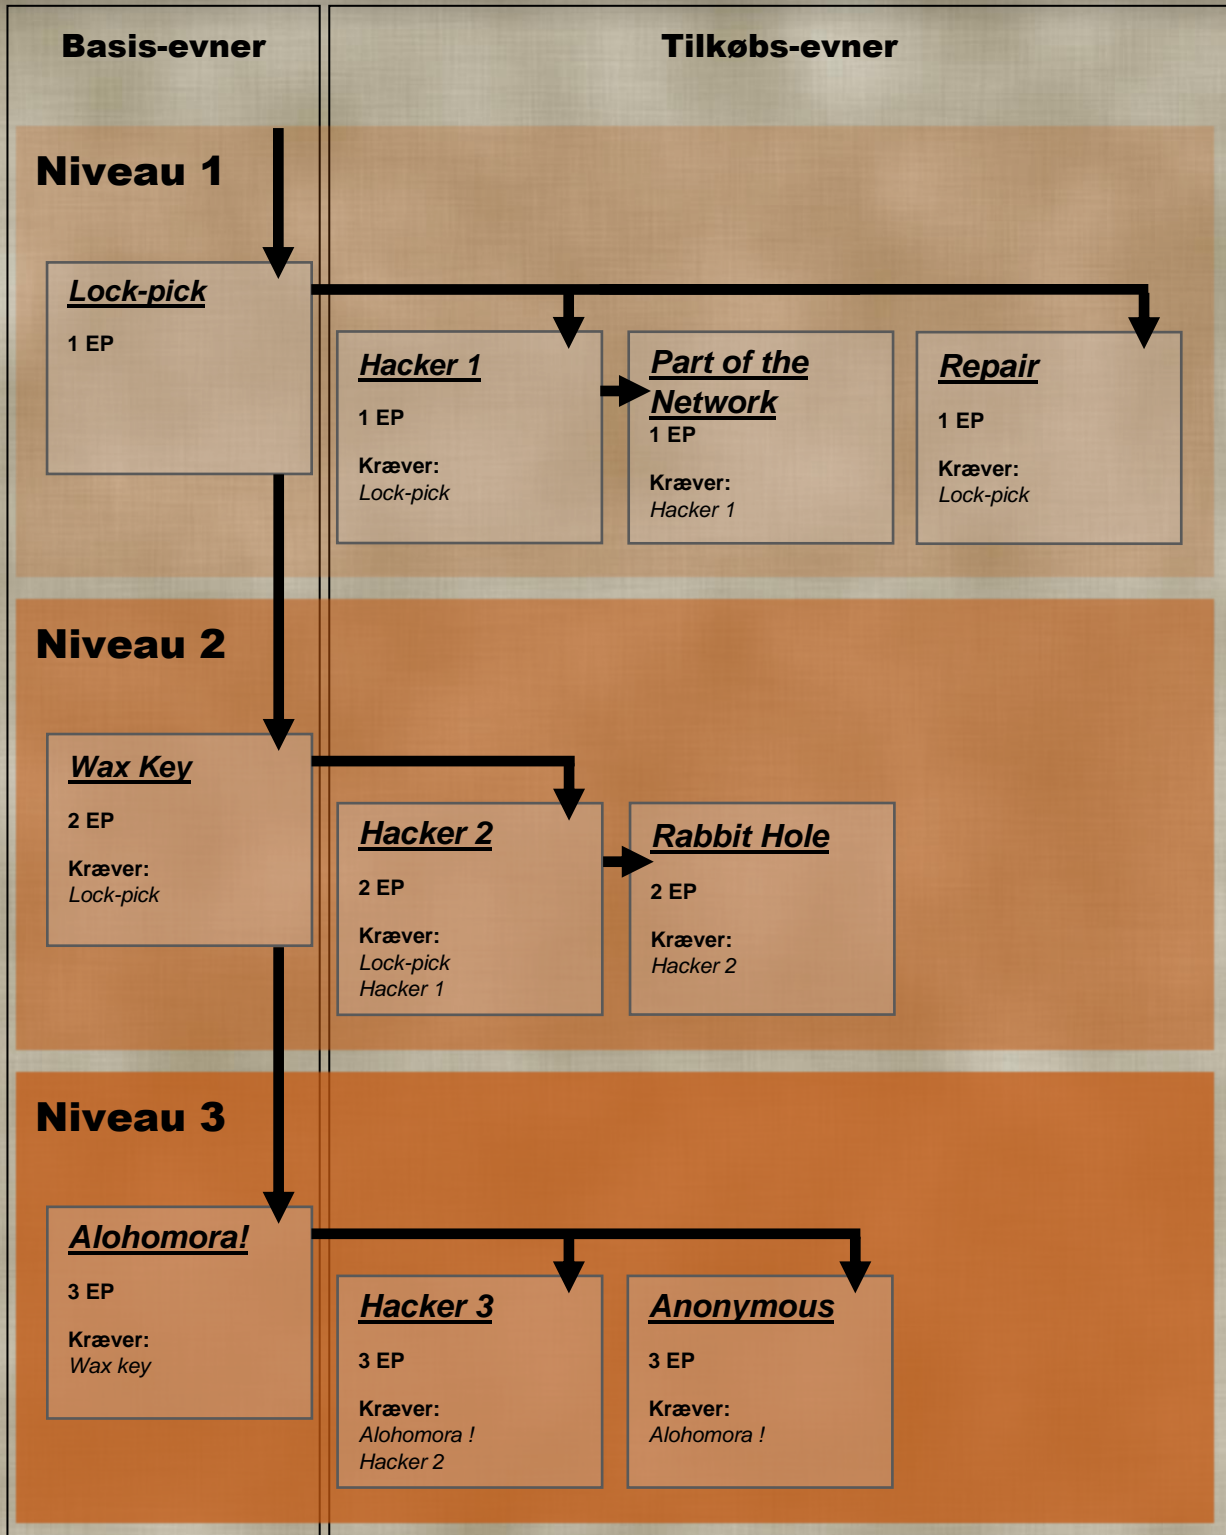 Basis-evner
Tilkøbs-evner
Niveau 1
Lock-pick
1 EP
Hacker 1
1 EP
Kræver:
Lock-pick
Part of the
Network
1 EP
Kræver:
Hacker 1
Repair
1 EP
Kræver:
Lock-pick
Niveau 2
Wax Key
2 EP
Kræver:
Lock-pick
Hacker 2
2 EP
Kræver:
Lock-pick
Hacker 1
Rabbit Hole
2 EP
Kræver:
Hacker 2
Niveau 3
Alohomora!
3 EP
Kræver:
Wax key
Hacker 3
3 EP
Kræver:
Alohomora !
Hacker 2
Anonymous
3 EP
Kræver:
Alohomora !